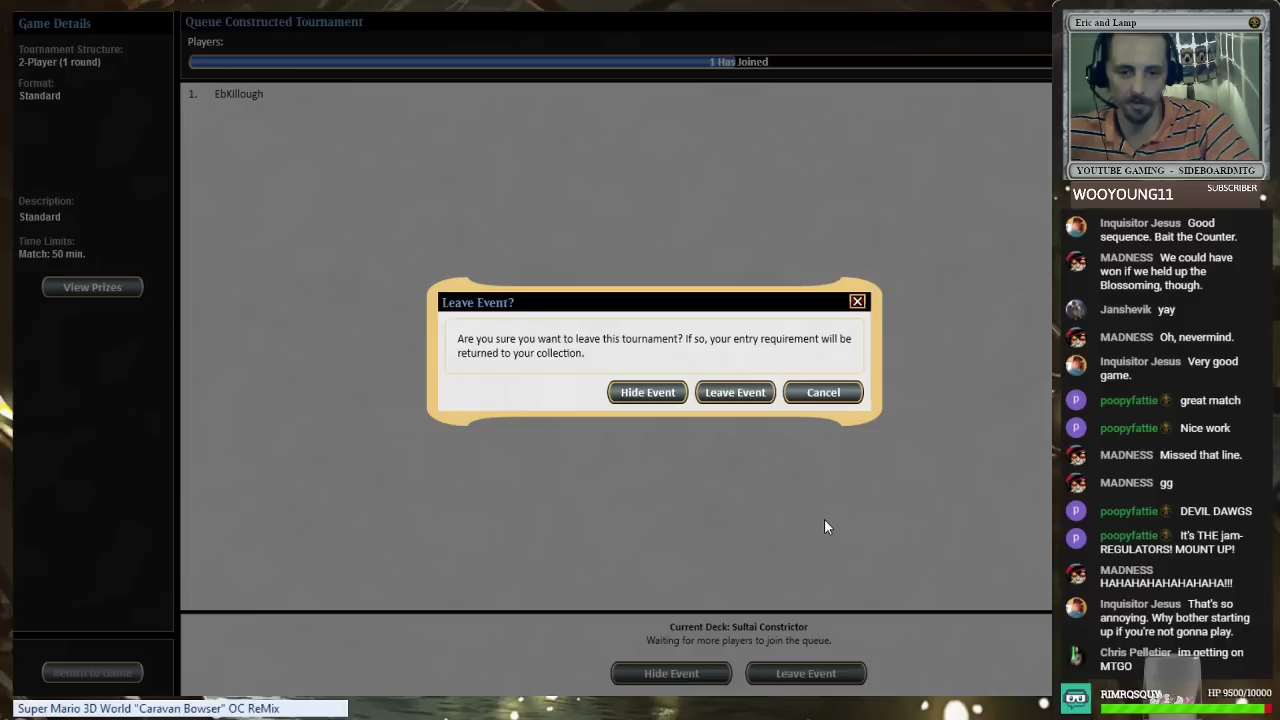 Game Details
Tournament Structure:
2-Player (1 round)
Format:
Standard
Description:
Standard
Time Limits:
Match: 50 min.
View Prizes
Return to Game
Queue Constructed Tournament
Players:
1 Has Joined
1. EbKillough
Leave Event?
Are you sure you want to leave this tournament? If so, your entry requirement will be
returned to your collection.
Hide Event
Leave Event
Cancel
Current Deck: Sultai Constrictor
Waiting for more players to join the queue.
Hide Event
Leave Event
Super Mario 3D World "Caravan Bowser" OC ReMix
Eric and Lamp
YOUTUBE GAMING - SIDEBOARDMTG
WOOYOUNG11
SUBSCRIBER
Inquisitor Jesus Good
sequence. Bait the Counter.
MADNESS We could have
won if we held up the
Blossoming, though.
Janshevik yay
MADNESS Oh, nevermind.
Inquisitor Jesus Very good
game.
poopyfattie great match
poopyfattie Nice work
MADNESS Missed that line.
MADNESS gg
poopyfattie DEVIL DAWGS
poopyfattie It's THE jam-
REGULATORS! MOUNT UP!
MADNESS
HAHAHAHAHAHAHA!!!
Inquisitor Jesus That's so
annoying. Why bother starting
up if you're not gonna play.
Chris Pelletier im getting on
MTGO
RIMRQSQUY
HP 9500/10000